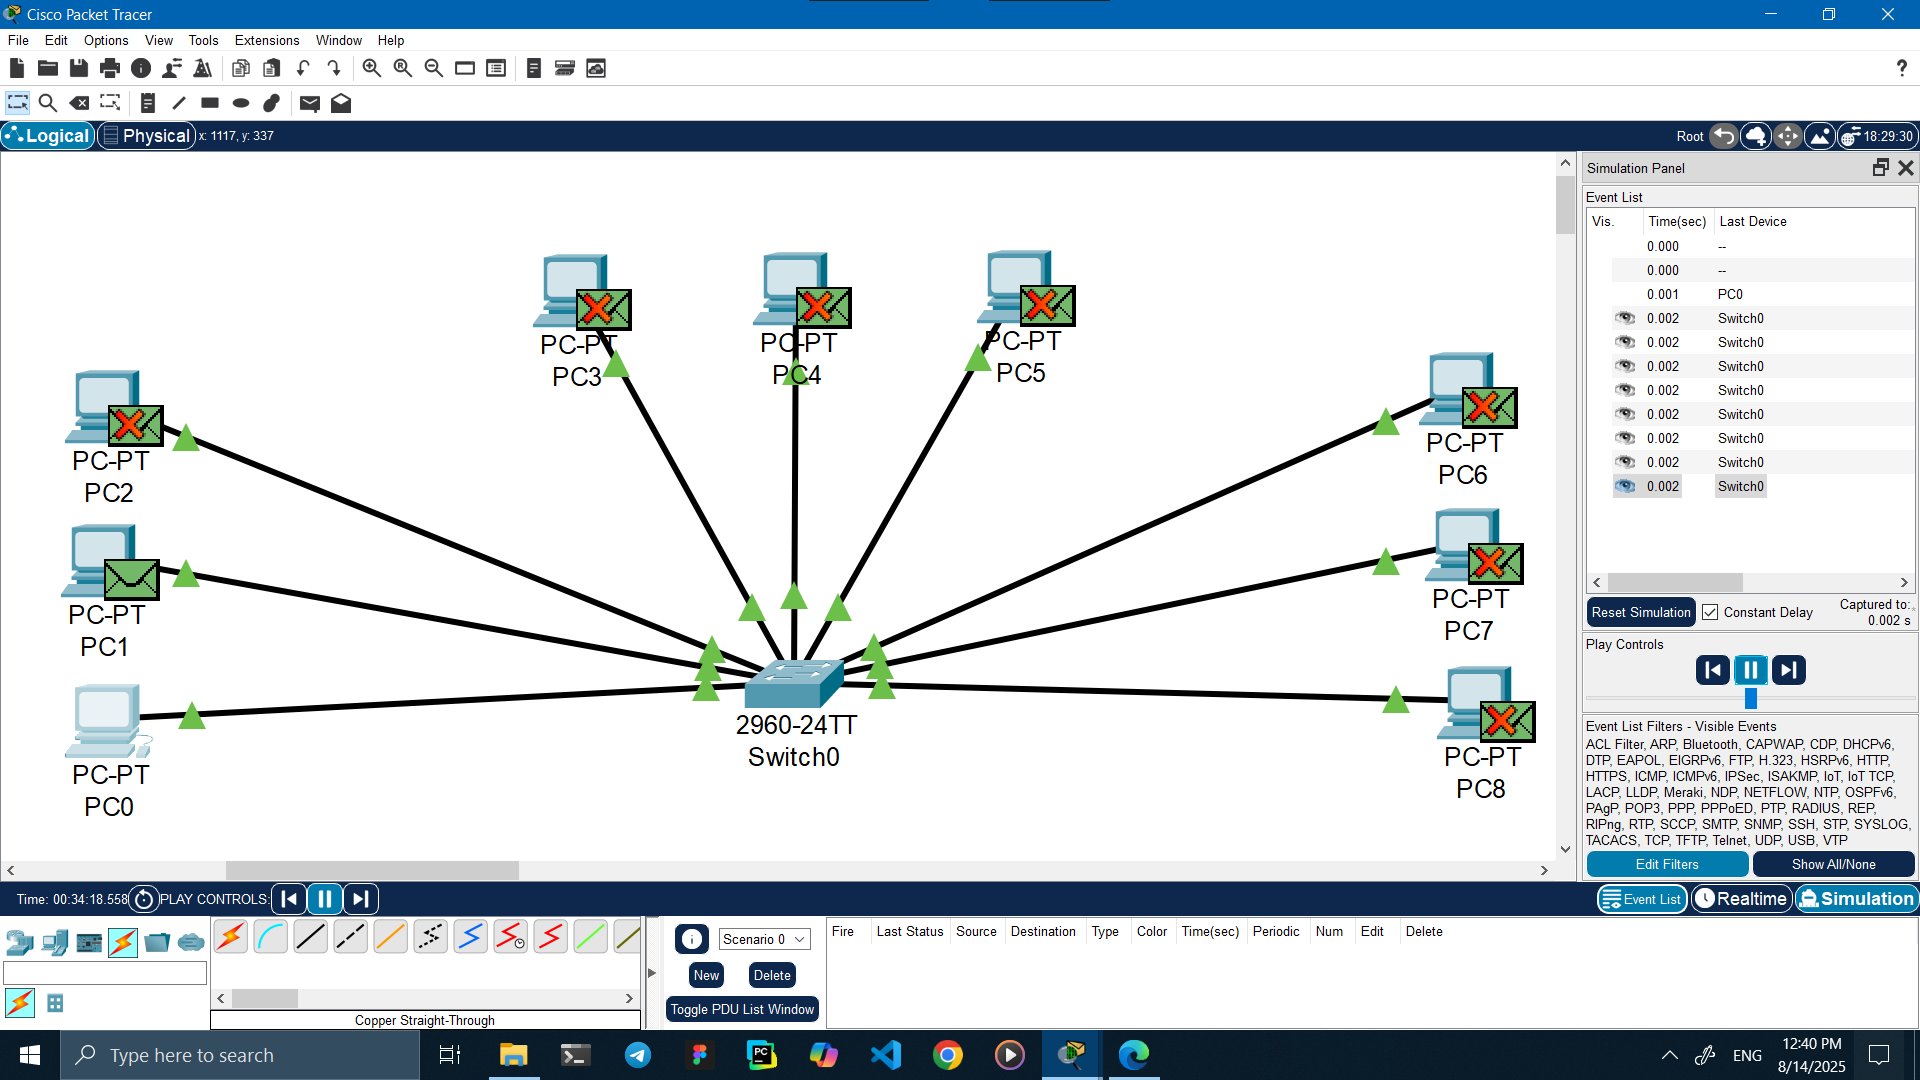 Cisco Packet Tracer
File Edit Options View Tools Extensions Window Help
Logical Physical x: 1117, y: 337
Root 18:29:30
PC-PT
PC3
PC-PT
PC4
PC-PT
PC5
PC-PT
PC2
PC-PT
PC6
PC-PT
PC1
PC-PT
PC7
PC-PT
PC0
2960-24TT
Switch0
PC-PT
PC8
Simulation Panel
Event List
Vis. Time(sec) Last Device
0.000 --
0.000 --
0.001 PC0
0.002 Switch0
0.002 Switch0
0.002 Switch0
0.002 Switch0
0.002 Switch0
0.002 Switch0
0.002 Switch0
0.002 Switch0
Reset Simulation Constant Delay Captured to:
0.002 s
Play Controls
Event List Filters - Visible Events
ACL Filter, ARP, Bluetooth, CAPWAP, CDP, DHCPv6,
DTP, EAPOL, EIGRPv6, FTP, H.323, HSRPv6, HTTP,
HTTPS, ICMP, ICMPv6, IPSec, ISAKMP, IoT, IoT TCP,
LACP, LLDP, Meraki, NDP, NETFLOW, NTP, OSPFv6,
PAgP, POP3, PPP, PPPoED, PTP, RADIUS, REP,
RIPng, RTP, SCCP, SMTP, SNMP, SSH, STP, SYSLOG,
TACACS, TCP, TFTP, Telnet, UDP, USB, VTP
Edit Filters Show All/None
Time: 00:34:18.558 PLAY CONTROLS:
Event List Realtime Simulation
Scenario 0
New Delete
Toggle PDU List Window
Fire Last Status Source Destination Type Color Time(sec) Periodic Num Edit Delete
Copper Straight-Through
Type here to search
PC
ENG
12:40 PM
8/14/2025